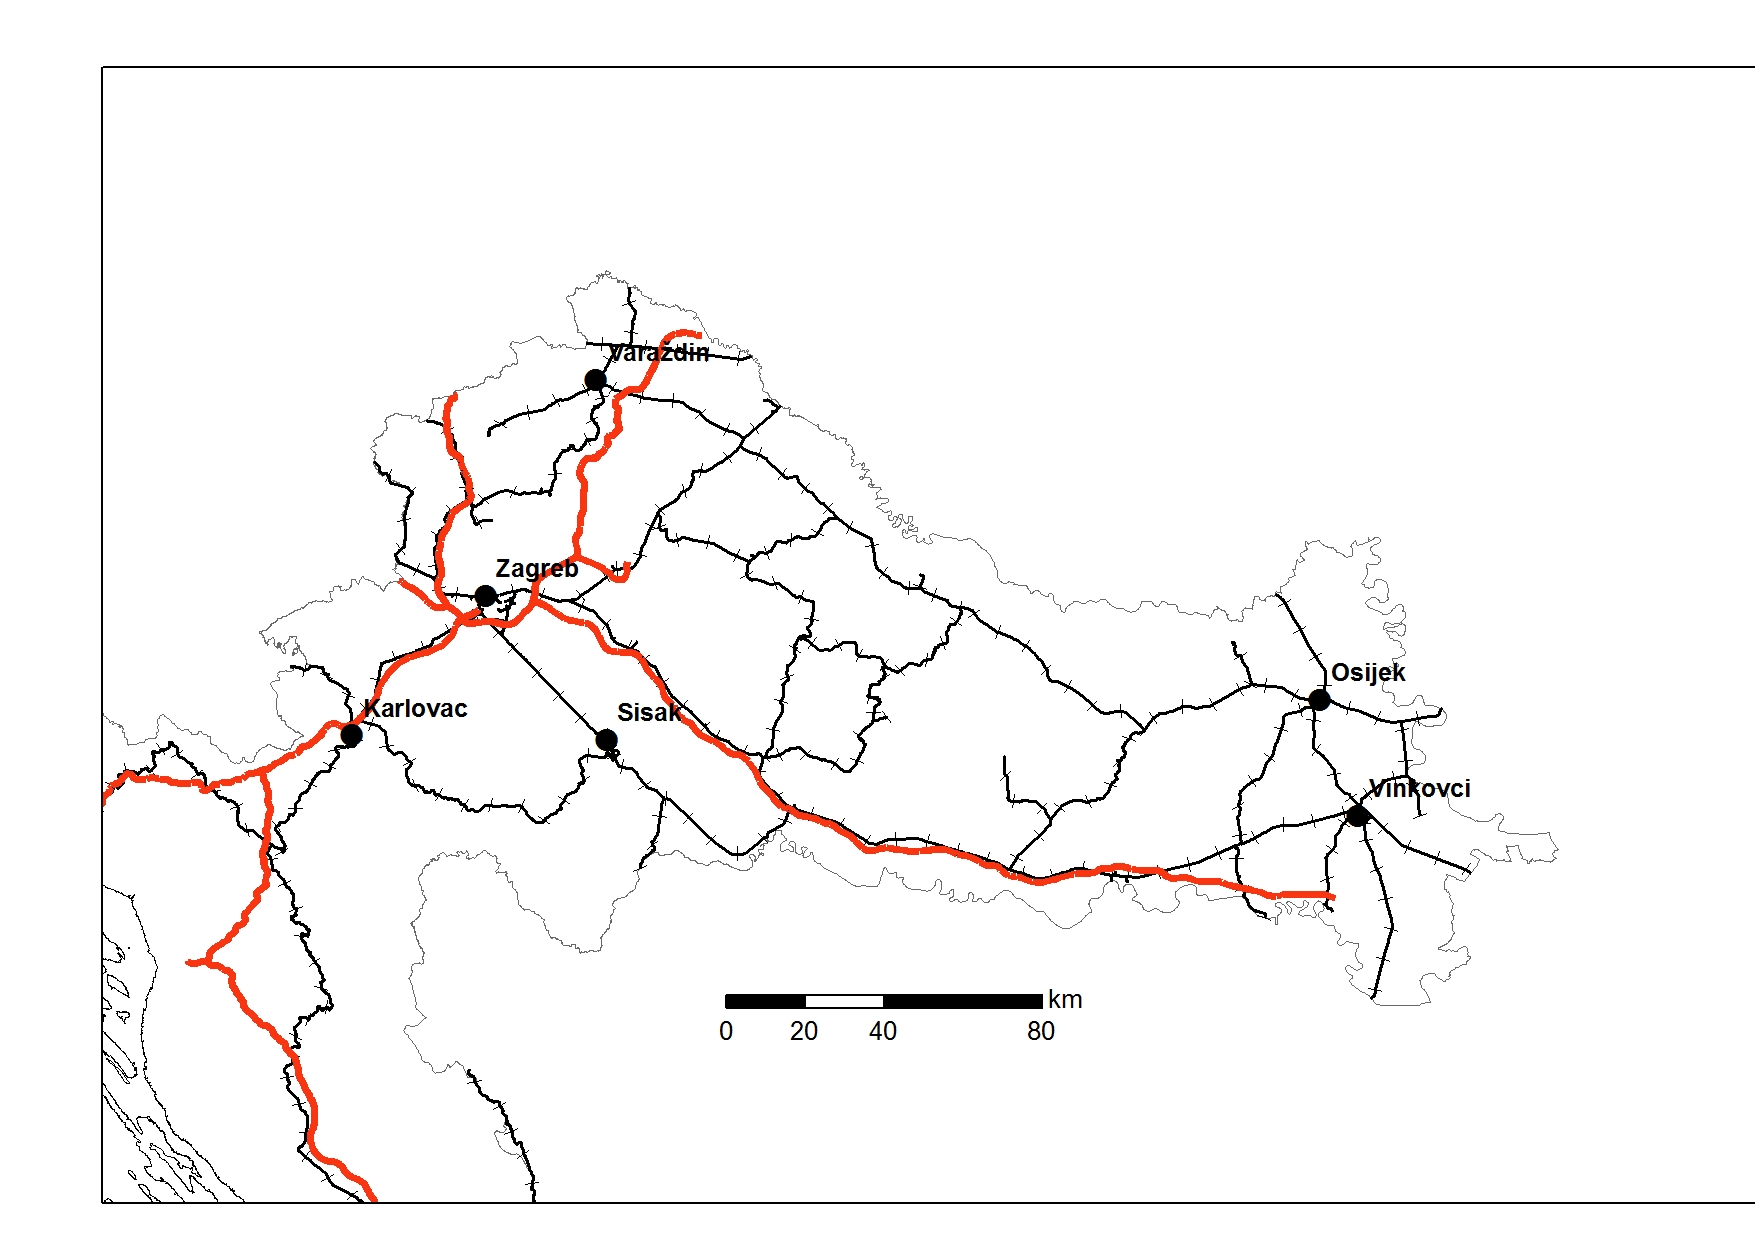 Varaždin
Zagreb
Osijek
Karlovac
Sisak
Vinkovci
km
0 20 40 80